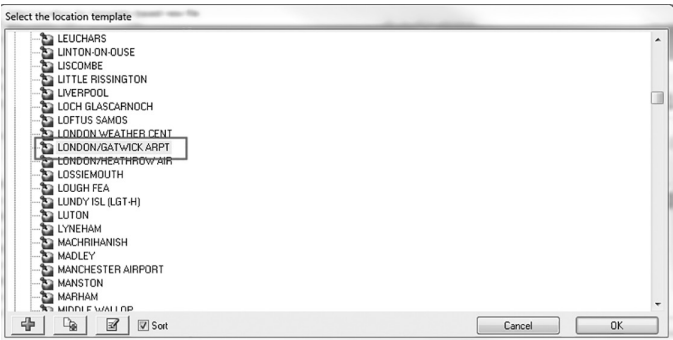 Select the location template
LEUCHARS
LINTON-ON-OUSE
LISCOMBE
LITTLE RISSINGTON
LIVERPOOL
LOCH GLASCARNOCH
LOFTUS SAMOS
LONDON WEATHER CENT
LONDON/GATWICK ARPT
LONDON/HEATHROW AIR
LOSSIEMOUTH
LOUGH FEA
LUNDY ISL (LGT-H)
LUTON
LYNEHAM
MACHRIHANISH
MADLEY
MANCHESTER AIRPORT
MANSTON
MARHAM
MIDDLE WALLOP
Sort
Cancel
OK